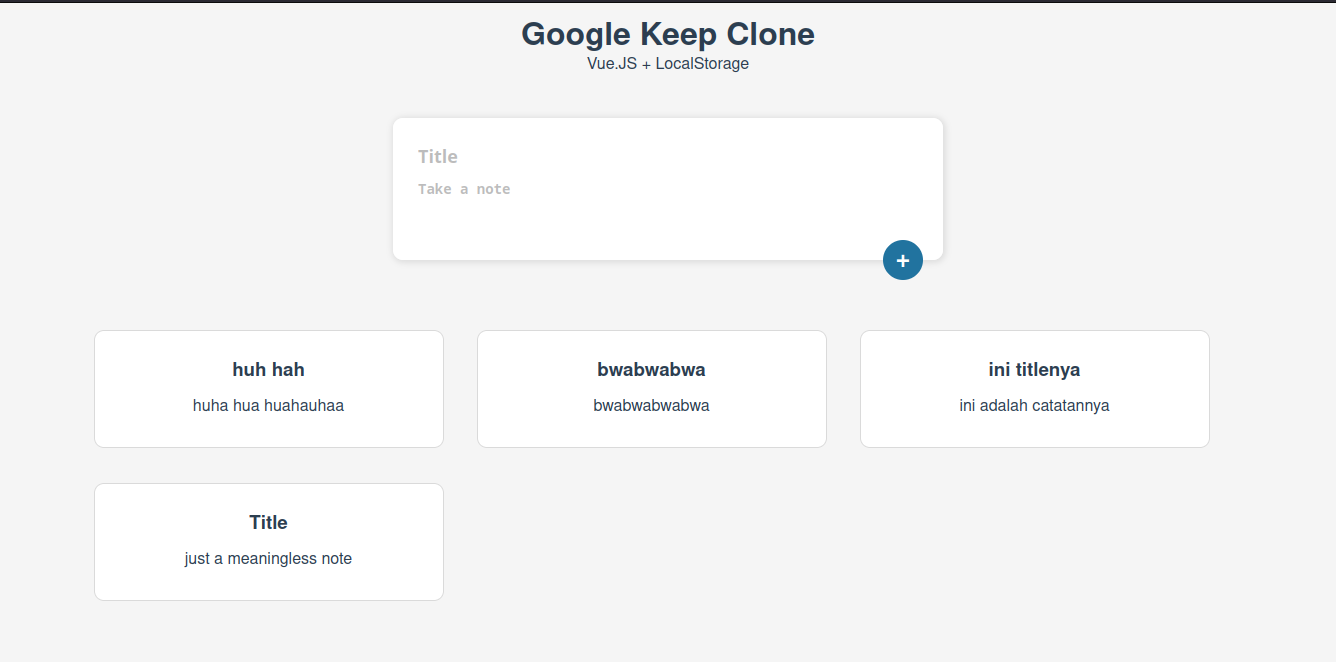 Google Keep Clone
Vue.JS + LocalStorage
Title
Take a note
+
huh hah
huha hua huahauhaa
bwabwabwa
bwabwabwabwa
ini titlenya
ini adalah catatannya
Title
just a meaningless note